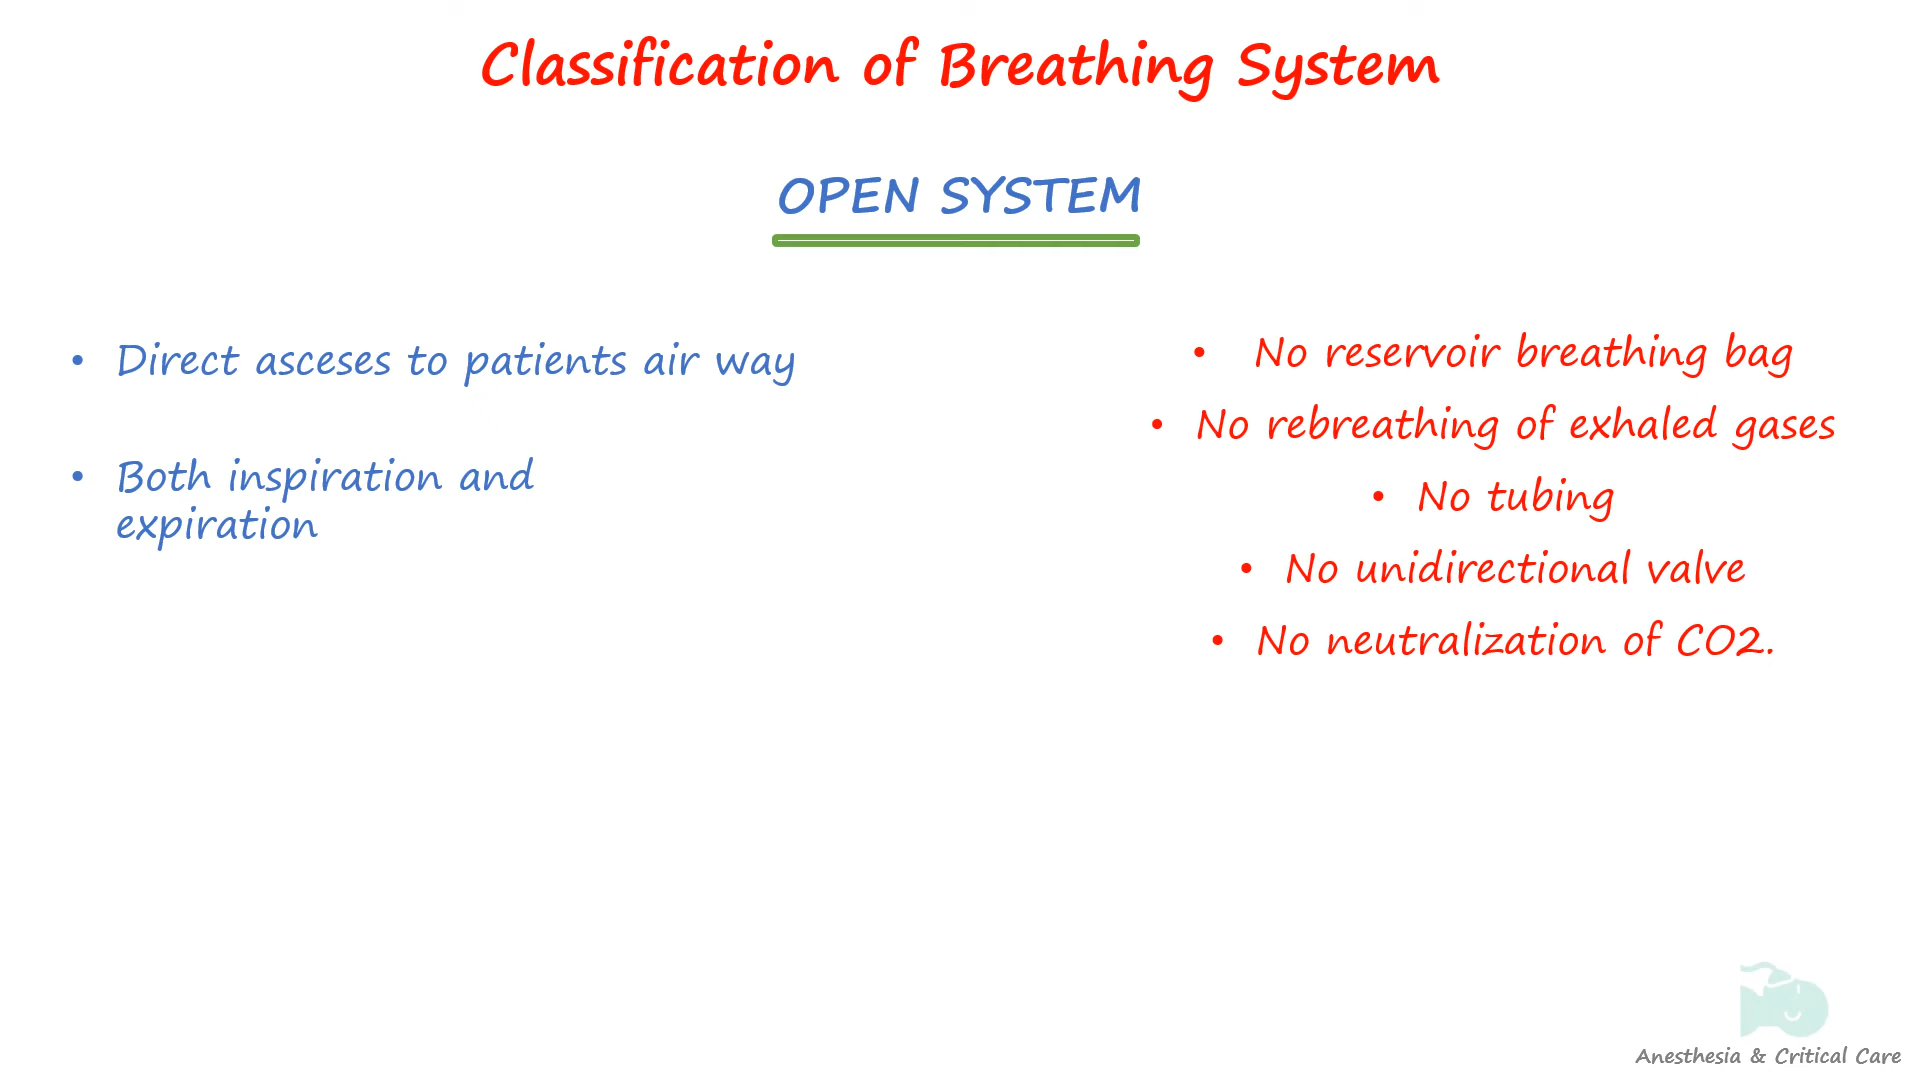 Classification of Breathing System
OPEN SYSTEM
• Direct asceses to patients air way
• Both inspiration and
expiration
• No reservoir breathing bag
• No rebreathing of exhaled gases
• No tubing
• No unidirectional valve
• No neutralization of CO2.
Anesthesia & Critical Care